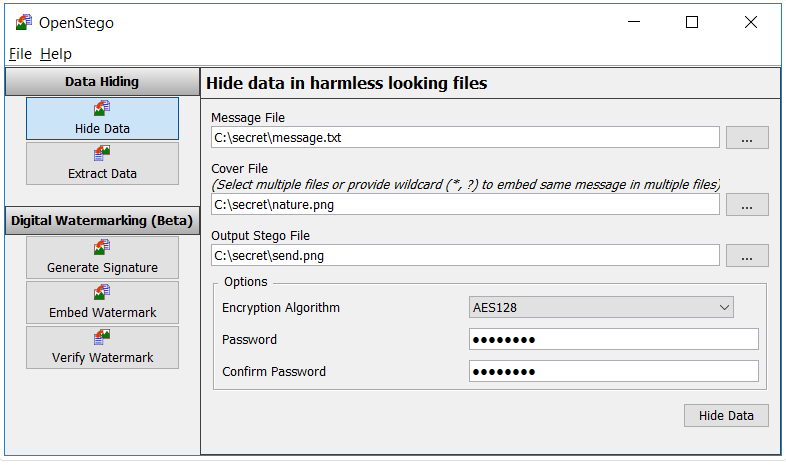 OpenStego
File Help
Data Hiding
Hide Data
Extract Data
Digital Watermarking (Beta)
Generate Signature
Embed Watermark
Verify Watermark
Hide data in harmless looking files
Message File
C:\secret\message.txt
...
Cover File
(Select multiple files or provide wildcard (*, ?) to embed same message in multiple files)
C:\secret\nature.png
...
Output Stego File
C:\secret\send.png
...
Options
Encryption Algorithm
AES128
Password
●●●●●●●●
Confirm Password
●●●●●●●●
Hide Data